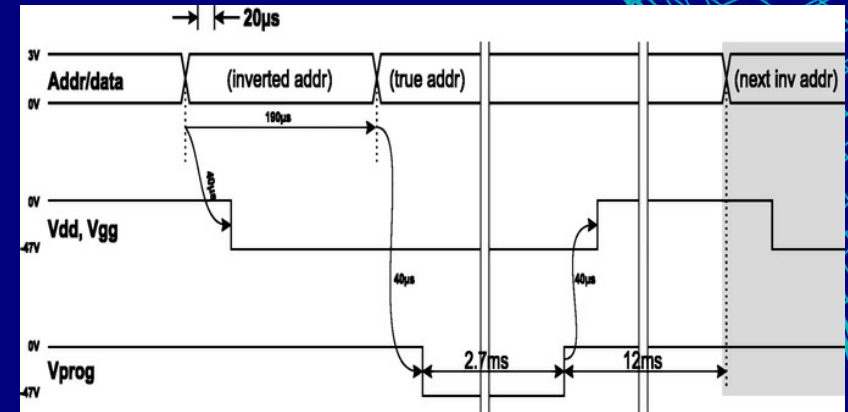 20µs
3V
Addr/data
(inverted addr)
(true addr)
(next inv addr)
0V
190µs
40µs
0V
Vdd, Vgg
-47V
40µs
40µs
0V
Vprog
2.7ms
12ms
-47V